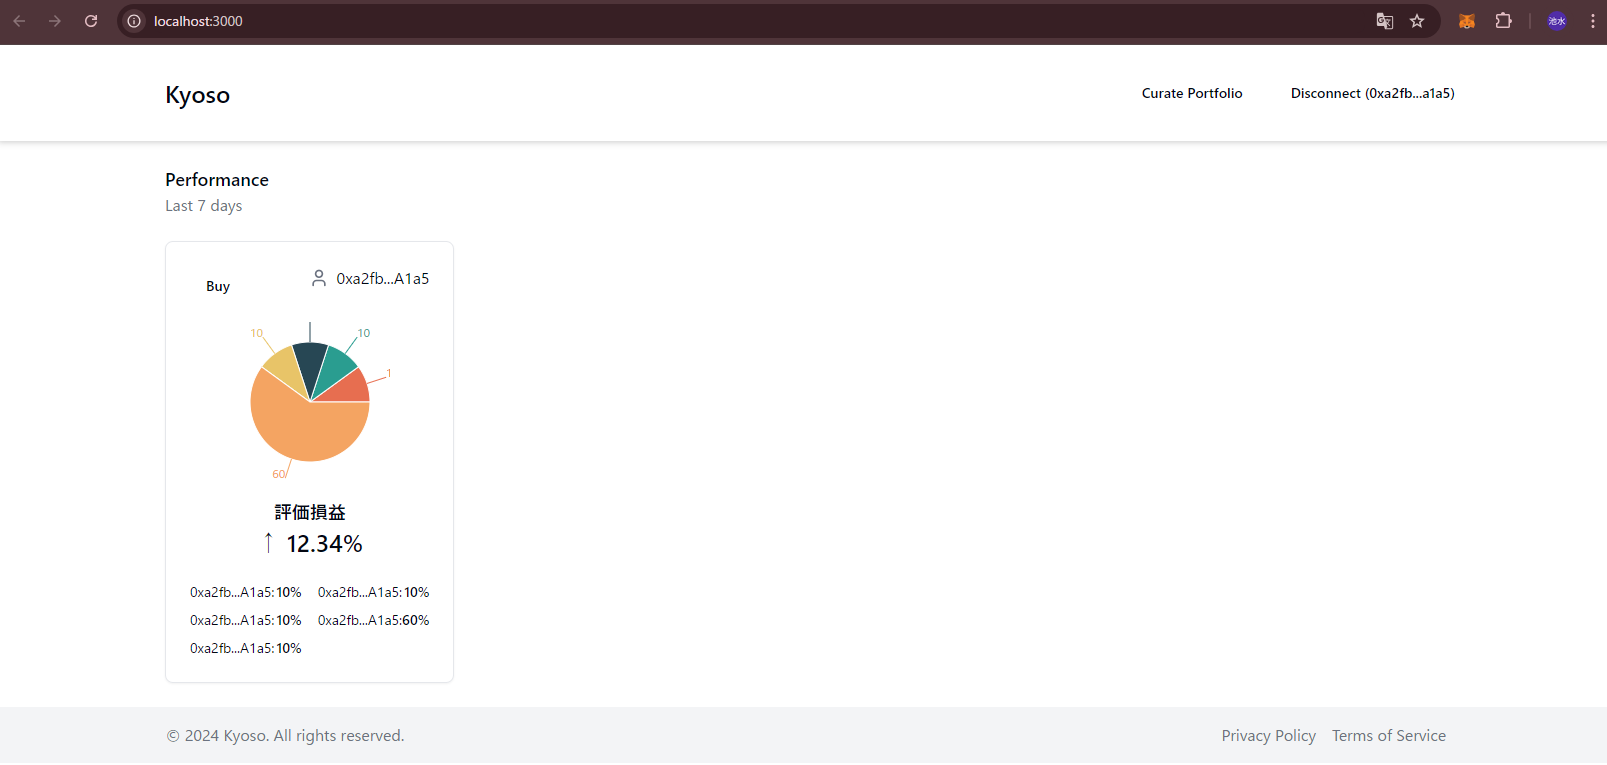 localhost:3000
池水
Kyoso
Curate Portfolio
Disconnect (0xa2fb...a1a5)
Performance
Last 7 days
Buy
0xa2fb...A1a5
10
10
1
60
評価損益
↑ 12.34%
0xa2fb...A1a5:10%
0xa2fb...A1a5:10%
0xa2fb...A1a5:10%
0xa2fb...A1a5:60%
0xa2fb...A1a5:10%
© 2024 Kyoso. All rights reserved.
Privacy Policy
Terms of Service